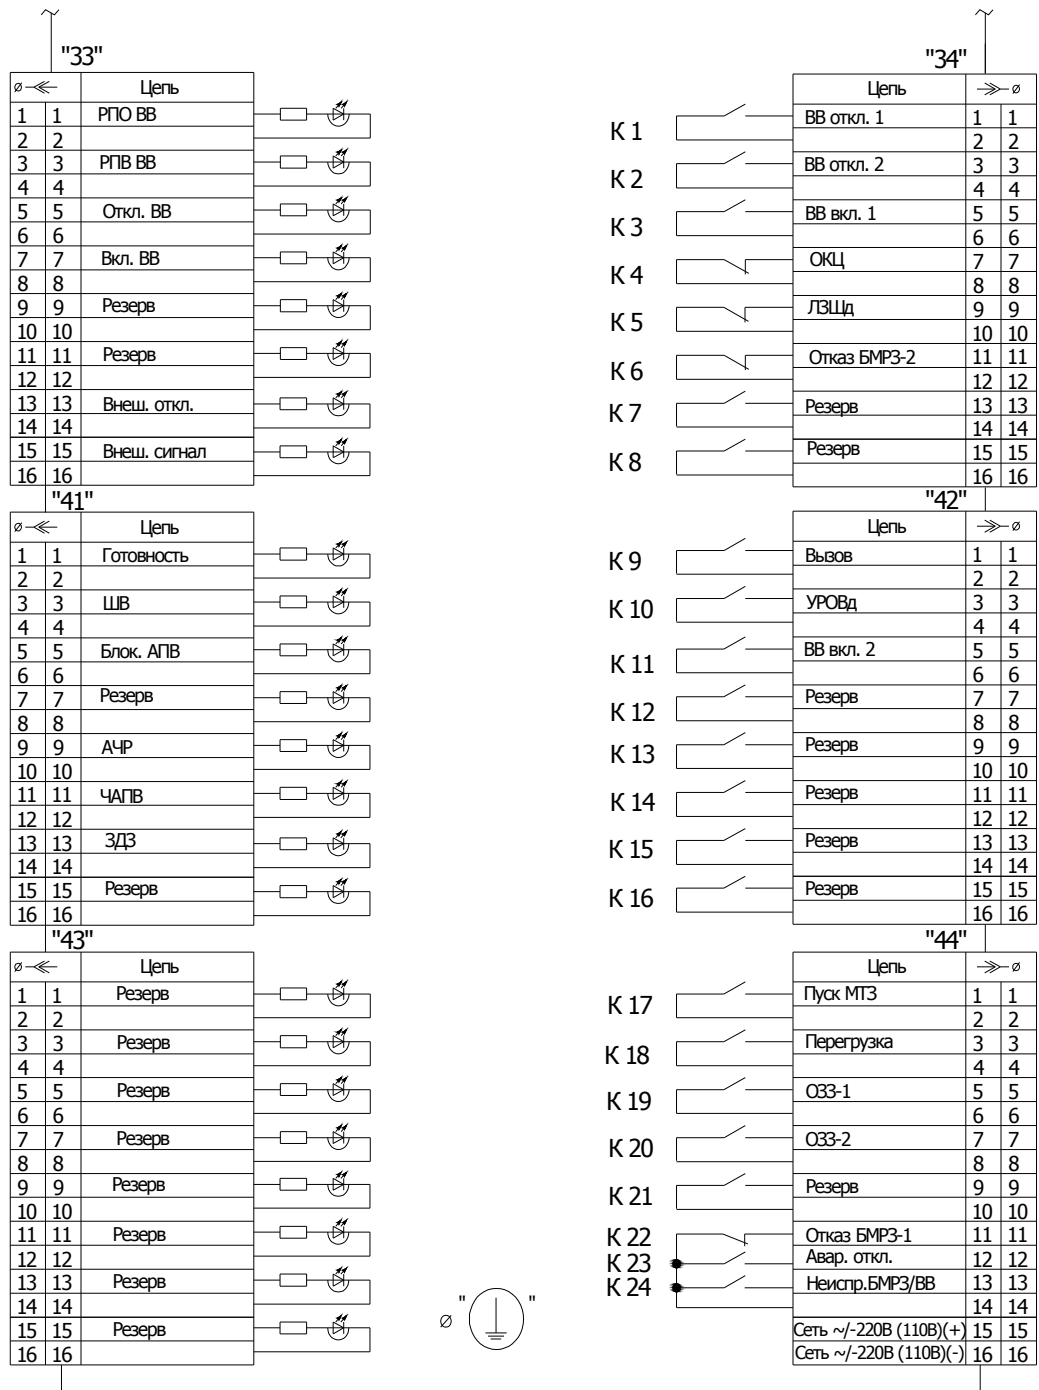 "33"
ø Цепь
1 1 РПО ВВ
2 2
3 3 РПВ ВВ
4 4
5 5 Откл. ВВ
6 6
7 7 Вкл. ВВ
8 8
9 9 Резерв
10 10
11 11 Резерв
12 12
13 13 Внеш. откл.
14 14
15 15 Внеш. сигнал
16 16
"41"
ø Цепь
1 1 Готовность
2 2
3 3 ШВ
4 4
5 5 Блок. АПВ
6 6
7 7 Резерв
8 8
9 9 АЧР
10 10
11 11 ЧАПВ
12 12
13 13 ЗДЗ
14 14
15 15 Резерв
16 16
"43"
ø Цепь
1 1 Резерв
2 2
3 3 Резерв
4 4
5 5 Резерв
6 6
7 7 Резерв
8 8
9 9 Резерв
10 10
11 11 Резерв
12 12
13 13 Резерв
14 14
15 15 Резерв
16 16
ø " "
"34"
Цепь ø
К 1 ВВ откл. 1 1 1
2 2
К 2 ВВ откл. 2 3 3
4 4
К 3 ВВ вкл. 1 5 5
6 6
К 4 ОКЦ 7 7
8 8
К 5 ЛЗЩд 9 9
10 10
К 6 Отказ БМРЗ-2 11 11
12 12
К 7 Резерв 13 13
14 14
К 8 Резерв 15 15
16 16
"42"
Цепь ø
К 9 Вызов 1 1
2 2
К 10 УРОВд 3 3
4 4
К 11 ВВ вкл. 2 5 5
6 6
К 12 Резерв 7 7
8 8
К 13 Резерв 9 9
10 10
К 14 Резерв 11 11
12 12
К 15 Резерв 13 13
14 14
К 16 Резерв 15 15
16 16
"44"
Цепь ø
К 17 Пуск МТЗ 1 1
2 2
К 18 Перегрузка 3 3
4 4
К 19 ОЗЗ-1 5 5
6 6
К 20 ОЗЗ-2 7 7
8 8
К 21 Резерв 9 9
10 10
К 22 Отказ БМРЗ-1 11 11
К 23 Авар. откл. 12 12
К 24 Неиспр.БМРЗ/ВВ 13 13
14 14
Сеть ~/-220В (110В)(+) 15 15
Сеть ~/-220В (110В)(-) 16 16